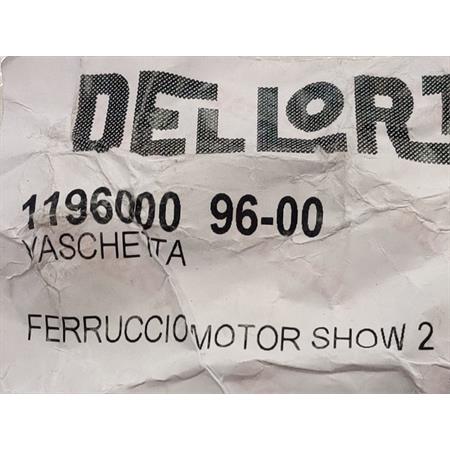 DELLORT
1196000 96-00
VASCHETTA
FERRUCCIO MOTOR SHOW 2